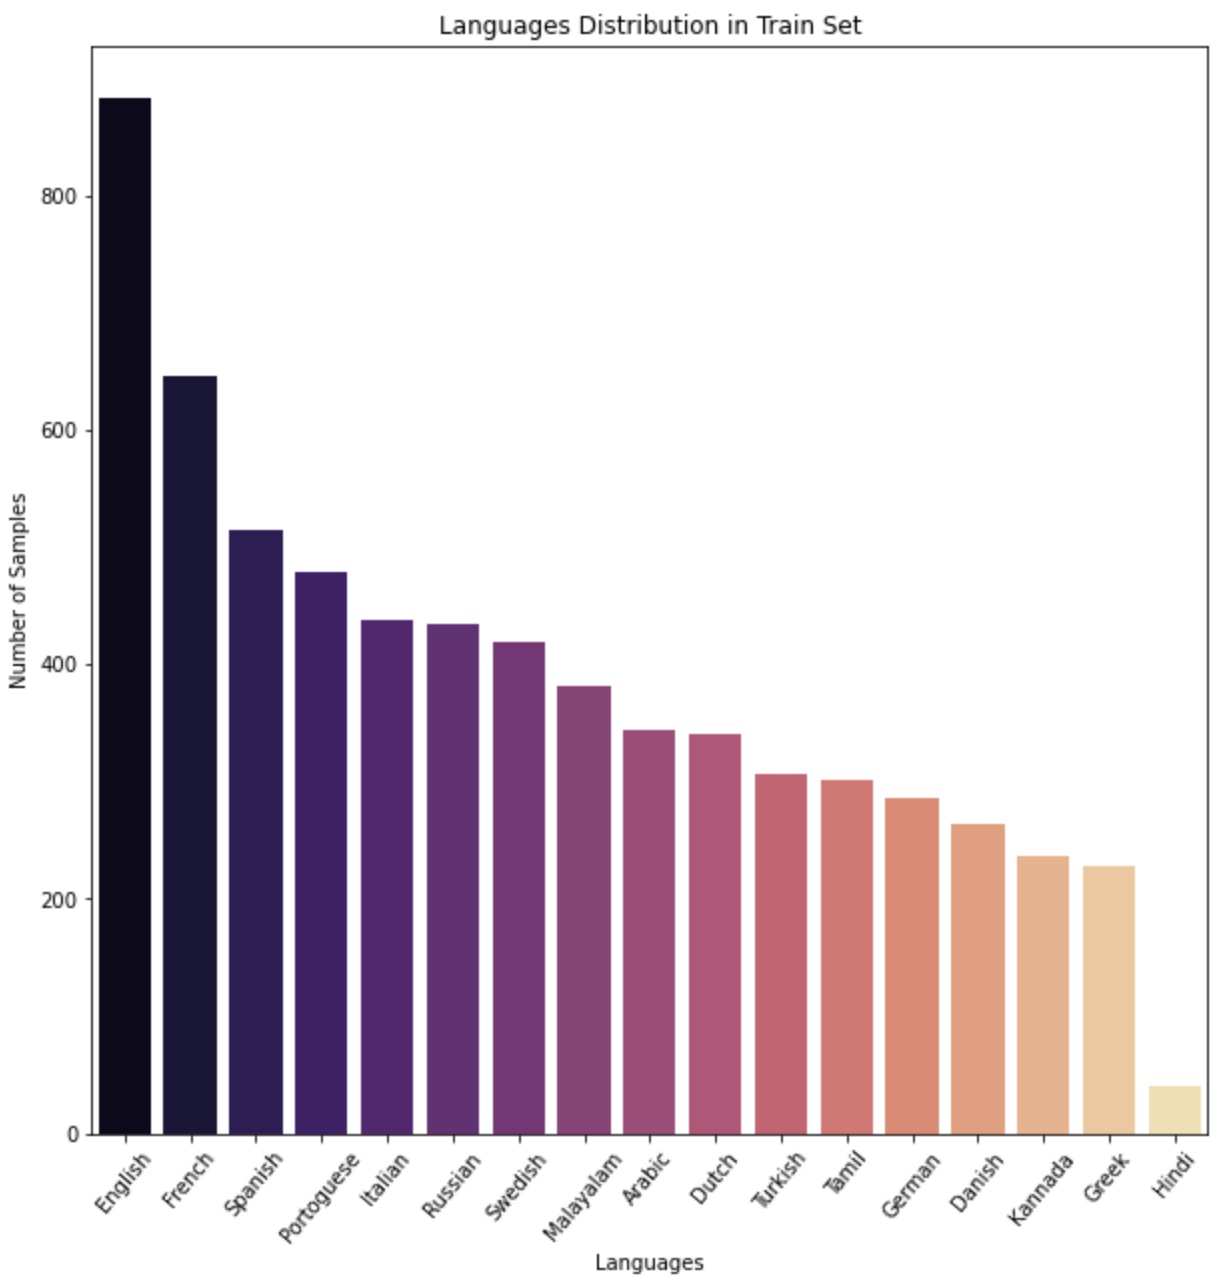 Languages Distribution in Train Set
800
600
400
200
0
Number of Samples
English
French
Spanish
Portoguese
Italian
Russian
Swedish
Malayalam
Arabic
Dutch
Turkish
Tamil
German
Danish
Kannada
Greek
Hindi
Languages